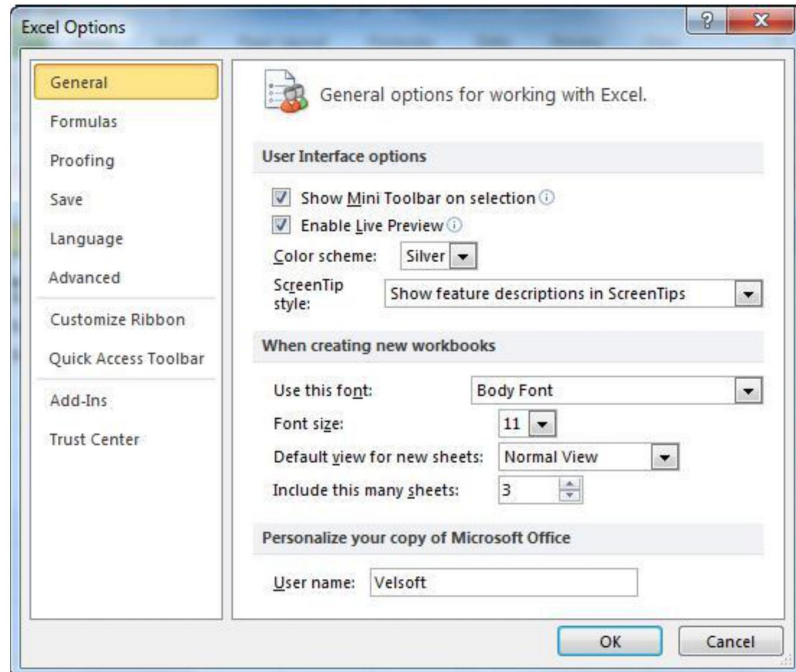 Excel Options
General
Formulas
Proofing
Save
Language
Advanced
Customize Ribbon
Quick Access Toolbar
Add-Ins
Trust Center
General options for working with Excel.
User Interface options
Show Mini Toolbar on selection
Enable Live Preview
Color scheme: Silver
ScreenTip
style: Show feature descriptions in ScreenTips
When creating new workbooks
Use this font: Body Font
Font size: 11
Default view for new sheets: Normal View
Include this many sheets: 3
Personalize your copy of Microsoft Office
User name: Velsoft
OK Cancel